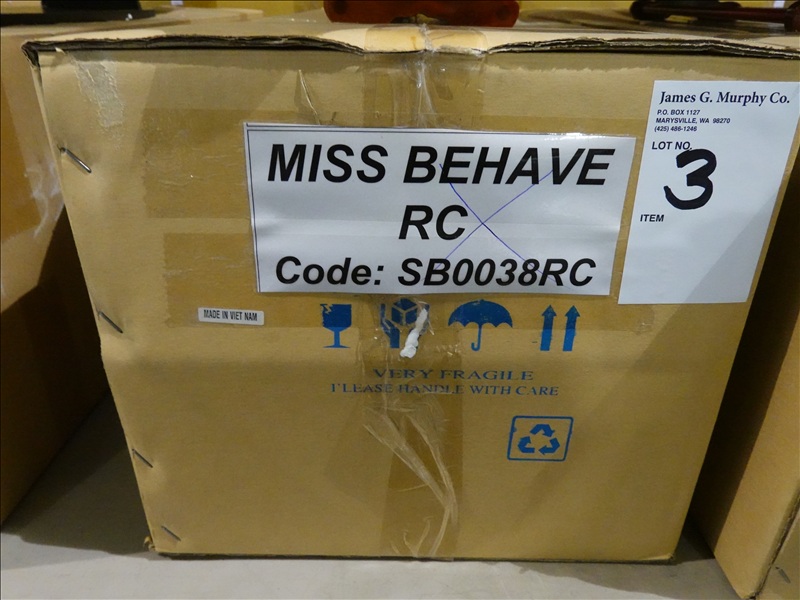 MISS BEHAVE
RC
Code: SB0038RC
James G. Murphy Co.
P.O. BOX 1127
MARYSVILLE, WA 98270
(425) 486-1246
LOT NO.
3
ITEM
MADE IN VIET NAM
VERY FRAGILE
PLEASE HANDLE WITH CARE